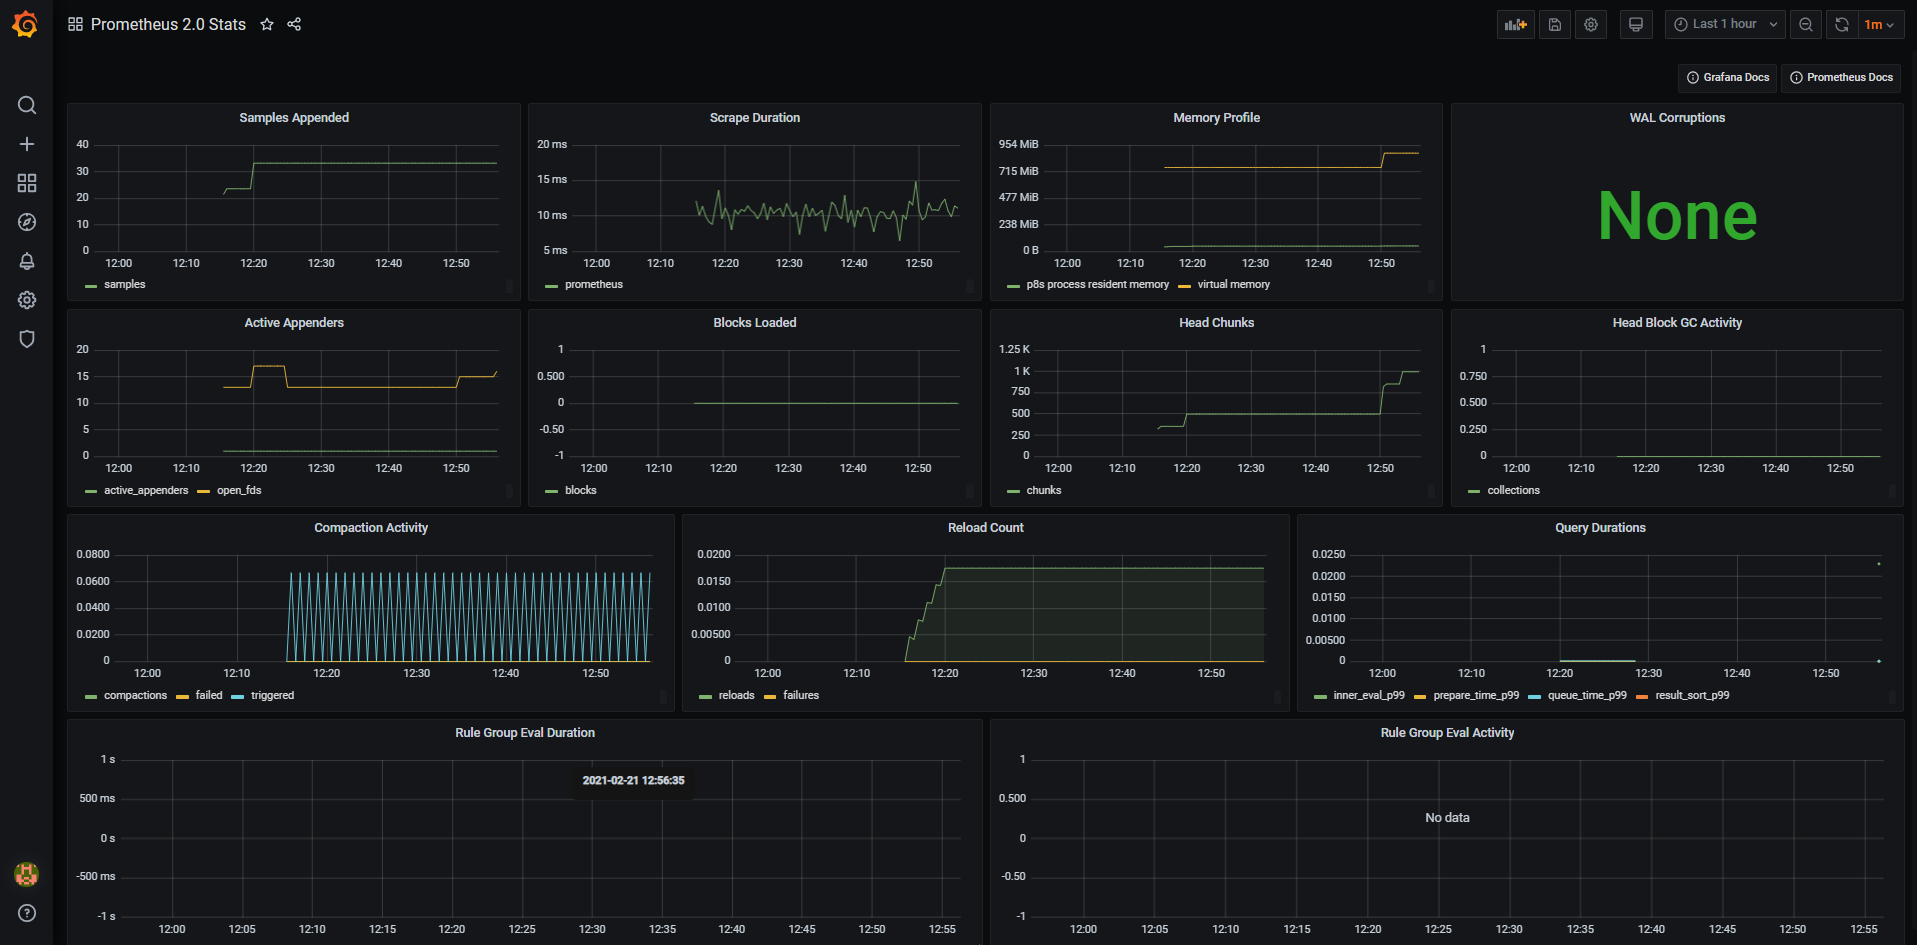 Prometheus 2.0 Stats
Last 1 hour
1m
Grafana Docs
Prometheus Docs
Samples Appended
40
30
20
10
0
12:00 12:10 12:20 12:30 12:40 12:50
samples
Scrape Duration
20 ms
15 ms
10 ms
5 ms
12:00 12:10 12:20 12:30 12:40 12:50
prometheus
Memory Profile
954 MiB
715 MiB
477 MiB
238 MiB
0 B
12:00 12:10 12:20 12:30 12:40 12:50
p8s process resident memory virtual memory
WAL Corruptions
None
Active Appenders
20
15
10
5
0
12:00 12:10 12:20 12:30 12:40 12:50
active_appenders open_fds
Blocks Loaded
1
0.500
0
-0.50
-1
12:00 12:10 12:20 12:30 12:40 12:50
blocks
Head Chunks
1.25 K
1 K
750
500
250
0
12:00 12:10 12:20 12:30 12:40 12:50
chunks
Head Block GC Activity
1
0.750
0.500
0.250
0
12:00 12:10 12:20 12:30 12:40 12:50
collections
Compaction Activity
0.0800
0.0600
0.0400
0.0200
0
12:00 12:10 12:20 12:30 12:40 12:50
compactions failed triggered
Reload Count
0.0200
0.0150
0.0100
0.00500
0
12:00 12:10 12:20 12:30 12:40 12:50
reloads failures
Query Durations
0.0250
0.0200
0.0150
0.0100
0.00500
0
12:00 12:10 12:20 12:30 12:40 12:50
inner_eval_p99 prepare_time_p99 queue_time_p99 result_sort_p99
Rule Group Eval Duration
1 s
500 ms
0 s
-500 ms
-1 s
2021-02-21 12:56:35
12:00 12:05 12:10 12:15 12:20 12:25 12:30 12:35 12:40 12:45 12:50 12:55
Rule Group Eval Activity
1
0.500
0
-0.50
-1
No data
12:00 12:05 12:10 12:15 12:20 12:25 12:30 12:35 12:40 12:45 12:50 12:55